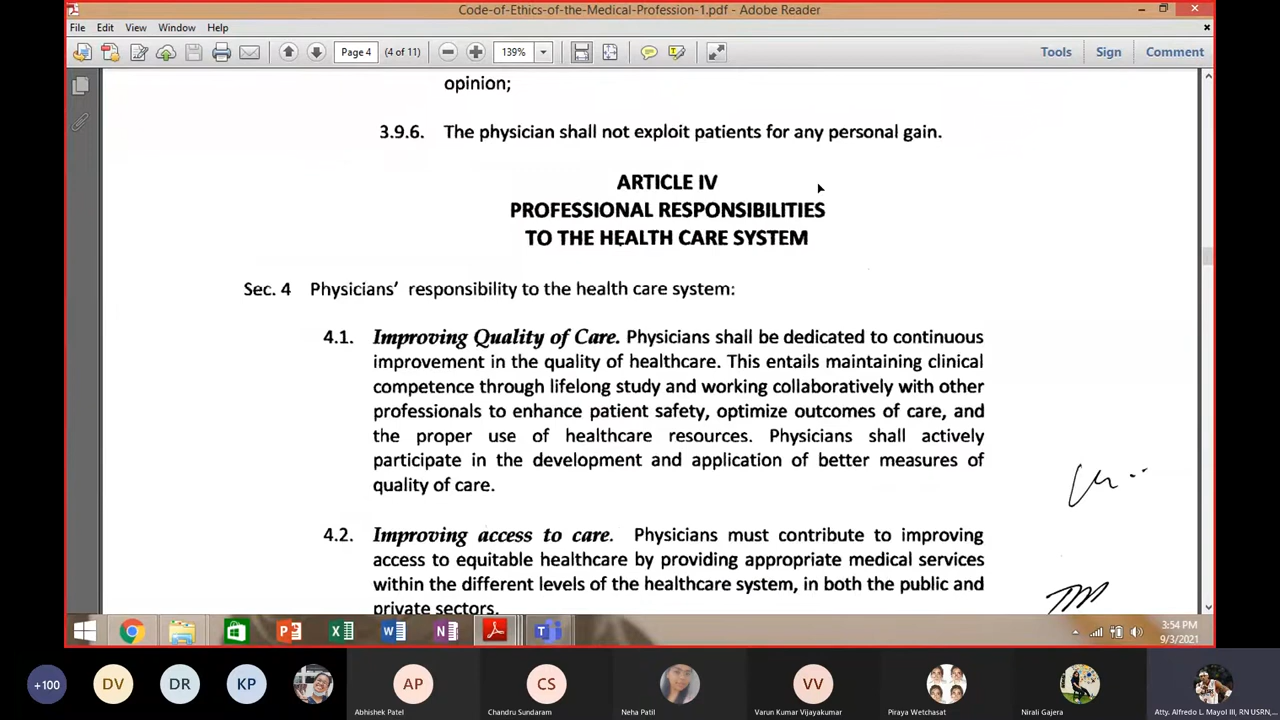 Code-of-Ethics-of-the-Medical-Profession-1.pdf - Adobe Reader
File Edit View Window Help
Page 4 (4 of 11) 139% Tools Sign Comment
opinion;
3.9.6. The physician shall not exploit patients for any personal gain.
ARTICLE IV
PROFESSIONAL RESPONSIBILITIES
TO THE HEALTH CARE SYSTEM
Sec. 4 Physicians' responsibility to the health care system:
4.1. Improving Quality of Care. Physicians shall be dedicated to continuous
improvement in the quality of healthcare. This entails maintaining clinical
competence through lifelong study and working collaboratively with other
professionals to enhance patient safety, optimize outcomes of care, and
the proper use of healthcare resources. Physicians shall actively
participate in the development and application of better measures of
quality of care.
4.2. Improving access to care. Physicians must contribute to improving
access to equitable healthcare by providing appropriate medical services
within the different levels of the healthcare system, in both the public and
private sectors.
3:54 PM
9/3/2021
+100 DV DR KP AP CS VV
Abhishek Patel Chandru Sundaram Neha Patil Varun Kumar Vijayakumar Piraya Wetchasat Nirali Gajera Atty. Alfredo L. Mayol III, RN USRN,...